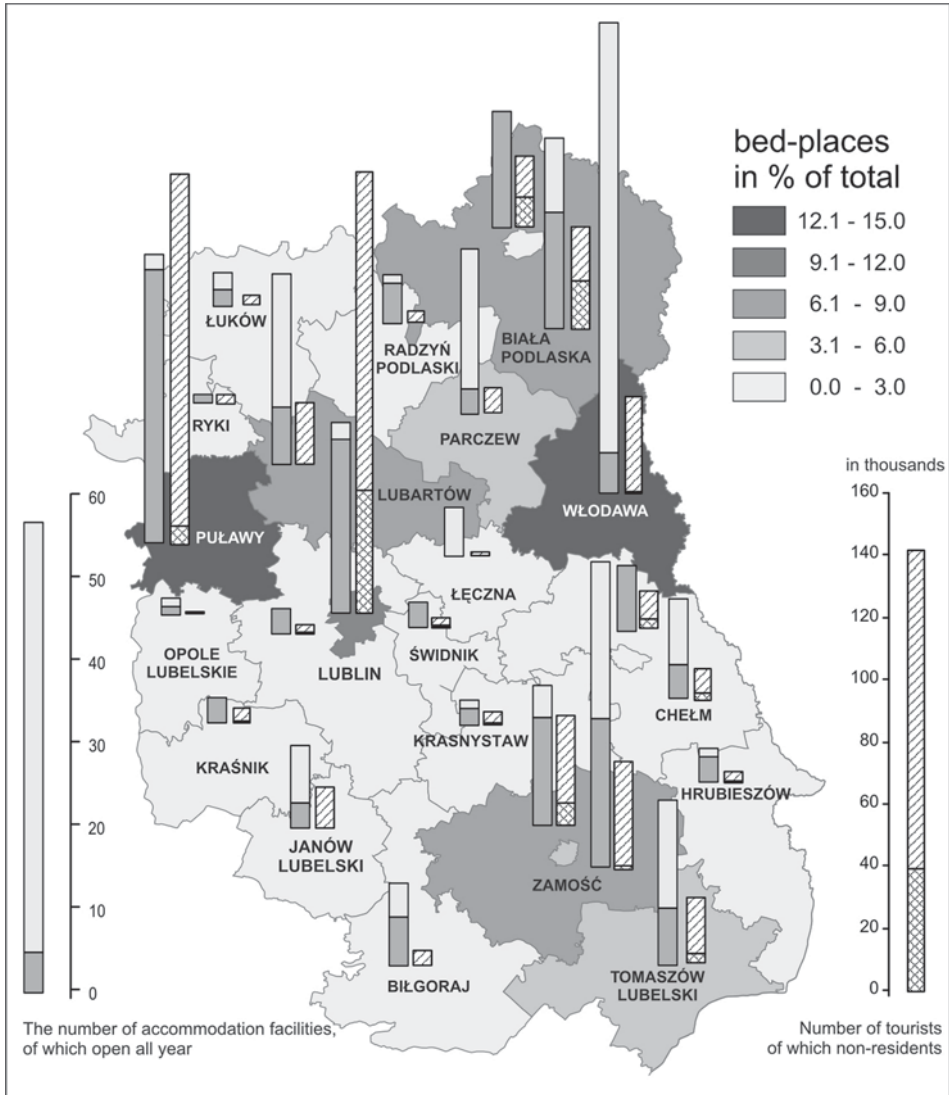 bed-places
in % of total
12.1 - 15.0
9.1 - 12.0
6.1 - 9.0
3.1 - 6.0
0.0 - 3.0
ŁUKÓW
RADZYŃ
PODLASKI
BIAŁA
PODLASKA
RYKI
PARCZEW
LUBARTÓW
WŁODAWA
PUŁAWY
ŁĘCZNA
OPOLE
LUBELSKIE
LUBLIN
ŚWIDNIK
CHEŁM
KRASNYSTAW
KRAŚNIK
HRUBIESZÓW
JANÓW
LUBELSKI
ZAMOŚĆ
BIŁGORAJ
TOMASZÓW
LUBELSKI
60
50
40
30
20
10
0
The number of accommodation facilities,
of which open all year
in thousands
160
140
120
100
80
60
40
20
0
Number of tourists
of which non-residents